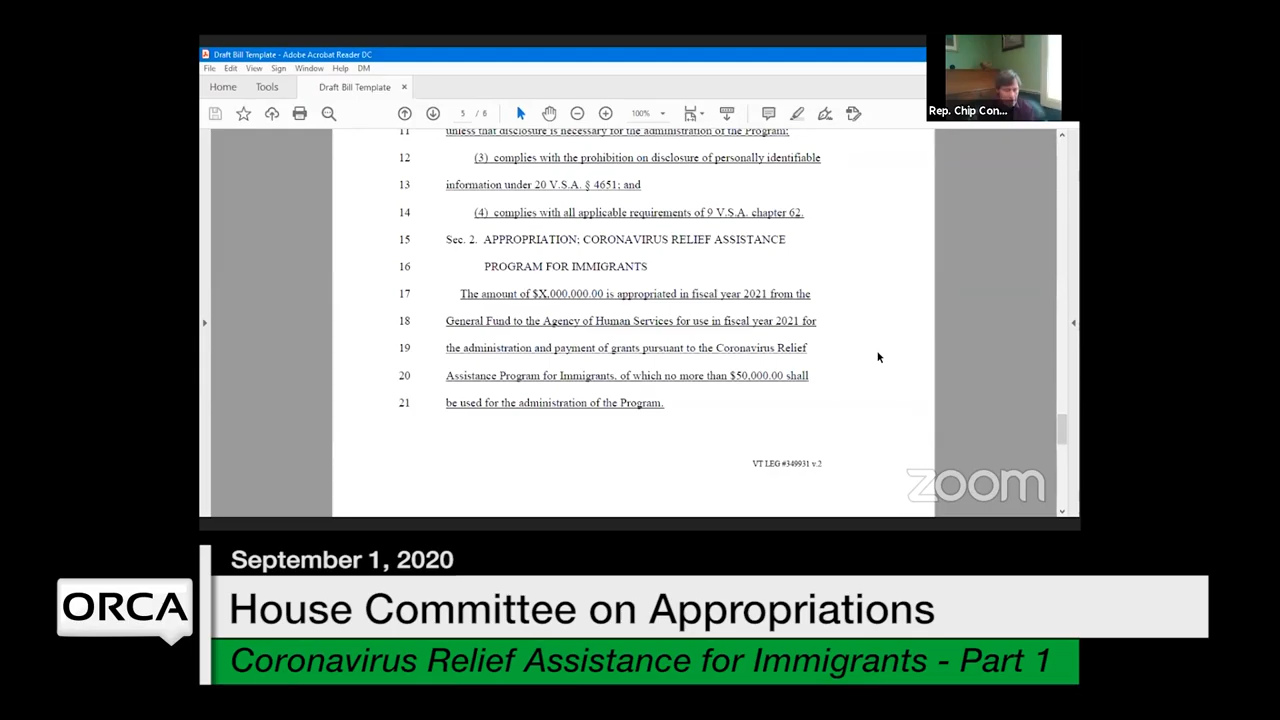 Draft Bill Template - Adobe Acrobat Reader DC
File Edit View Sign Window Help DM
Home Tools Draft Bill Template ×
5 / 6 100%
Rep. Chip Con...
11 unless that disclosure is necessary for the administration of the Program;
12 (3) complies with the prohibition on disclosure of personally identifiable
13 information under 20 V.S.A. § 4651; and
14 (4) complies with all applicable requirements of 9 V.S.A. chapter 62.
15 Sec. 2. APPROPRIATION; CORONAVIRUS RELIEF ASSISTANCE
16 PROGRAM FOR IMMIGRANTS
17 The amount of $X,000,000.00 is appropriated in fiscal year 2021 from the
18 General Fund to the Agency of Human Services for use in fiscal year 2021 for
19 the administration and payment of grants pursuant to the Coronavirus Relief
20 Assistance Program for Immigrants, of which no more than $50,000.00 shall
21 be used for the administration of the Program.
VT LEG #349931 v.2
zoom
September 1, 2020
ORCA
House Committee on Appropriations
Coronavirus Relief Assistance for Immigrants - Part 1